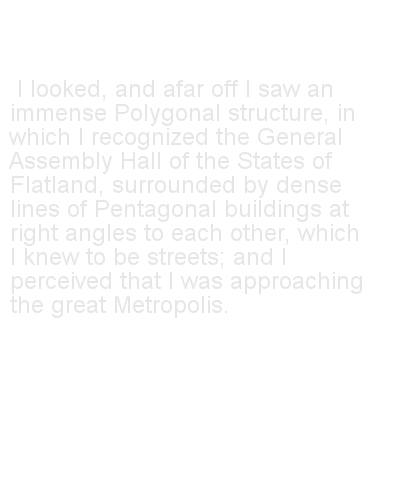 I looked, and afar off I saw an
immense Polygonal structure, in
which I recognized the General
Assembly Hall of the States of
Flatland, surrounded by dense
lines of Pentagonal buildings at
right angles to each other, which
I knew to be streets; and I
perceived that I was approaching
the great Metropolis.